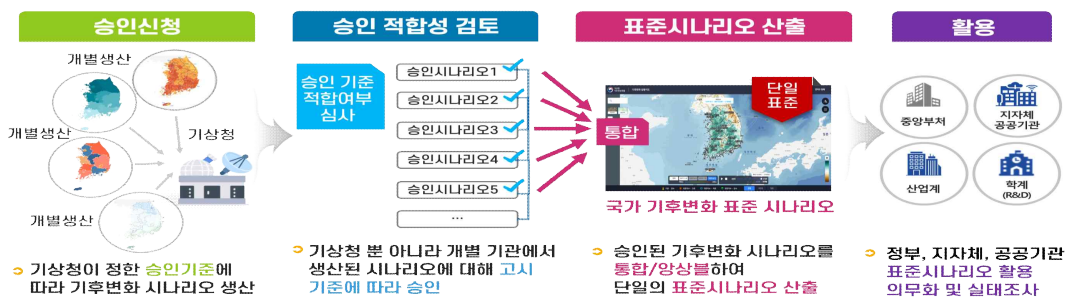 승인신청
승인 적합성 검토
표준시나리오 산출
활용
개별생산
개별생산
개별생산
기상청
승인 기준
적합여부
심사
승인시나리오1
승인시나리오2
승인시나리오3
승인시나리오4
승인시나리오5
...
통합
단일
표준
국가 기후변화 표준 시나리오
중앙부처
지자체
공공기관
산업계
학계
(R&D)
기상청이 정한 승인기준에
따라 기후변화 시나리오 생산
기상청 뿐 아니라 개별 기관에서
생산된 시나리오에 대해 고시
기준에 따라 승인
승인된 기후변화 시나리오를
통합/앙상블하여
단일의 표준시나리오 산출
정부, 지자체, 공공기관
표준시나리오 활용
의무화 및 실태조사